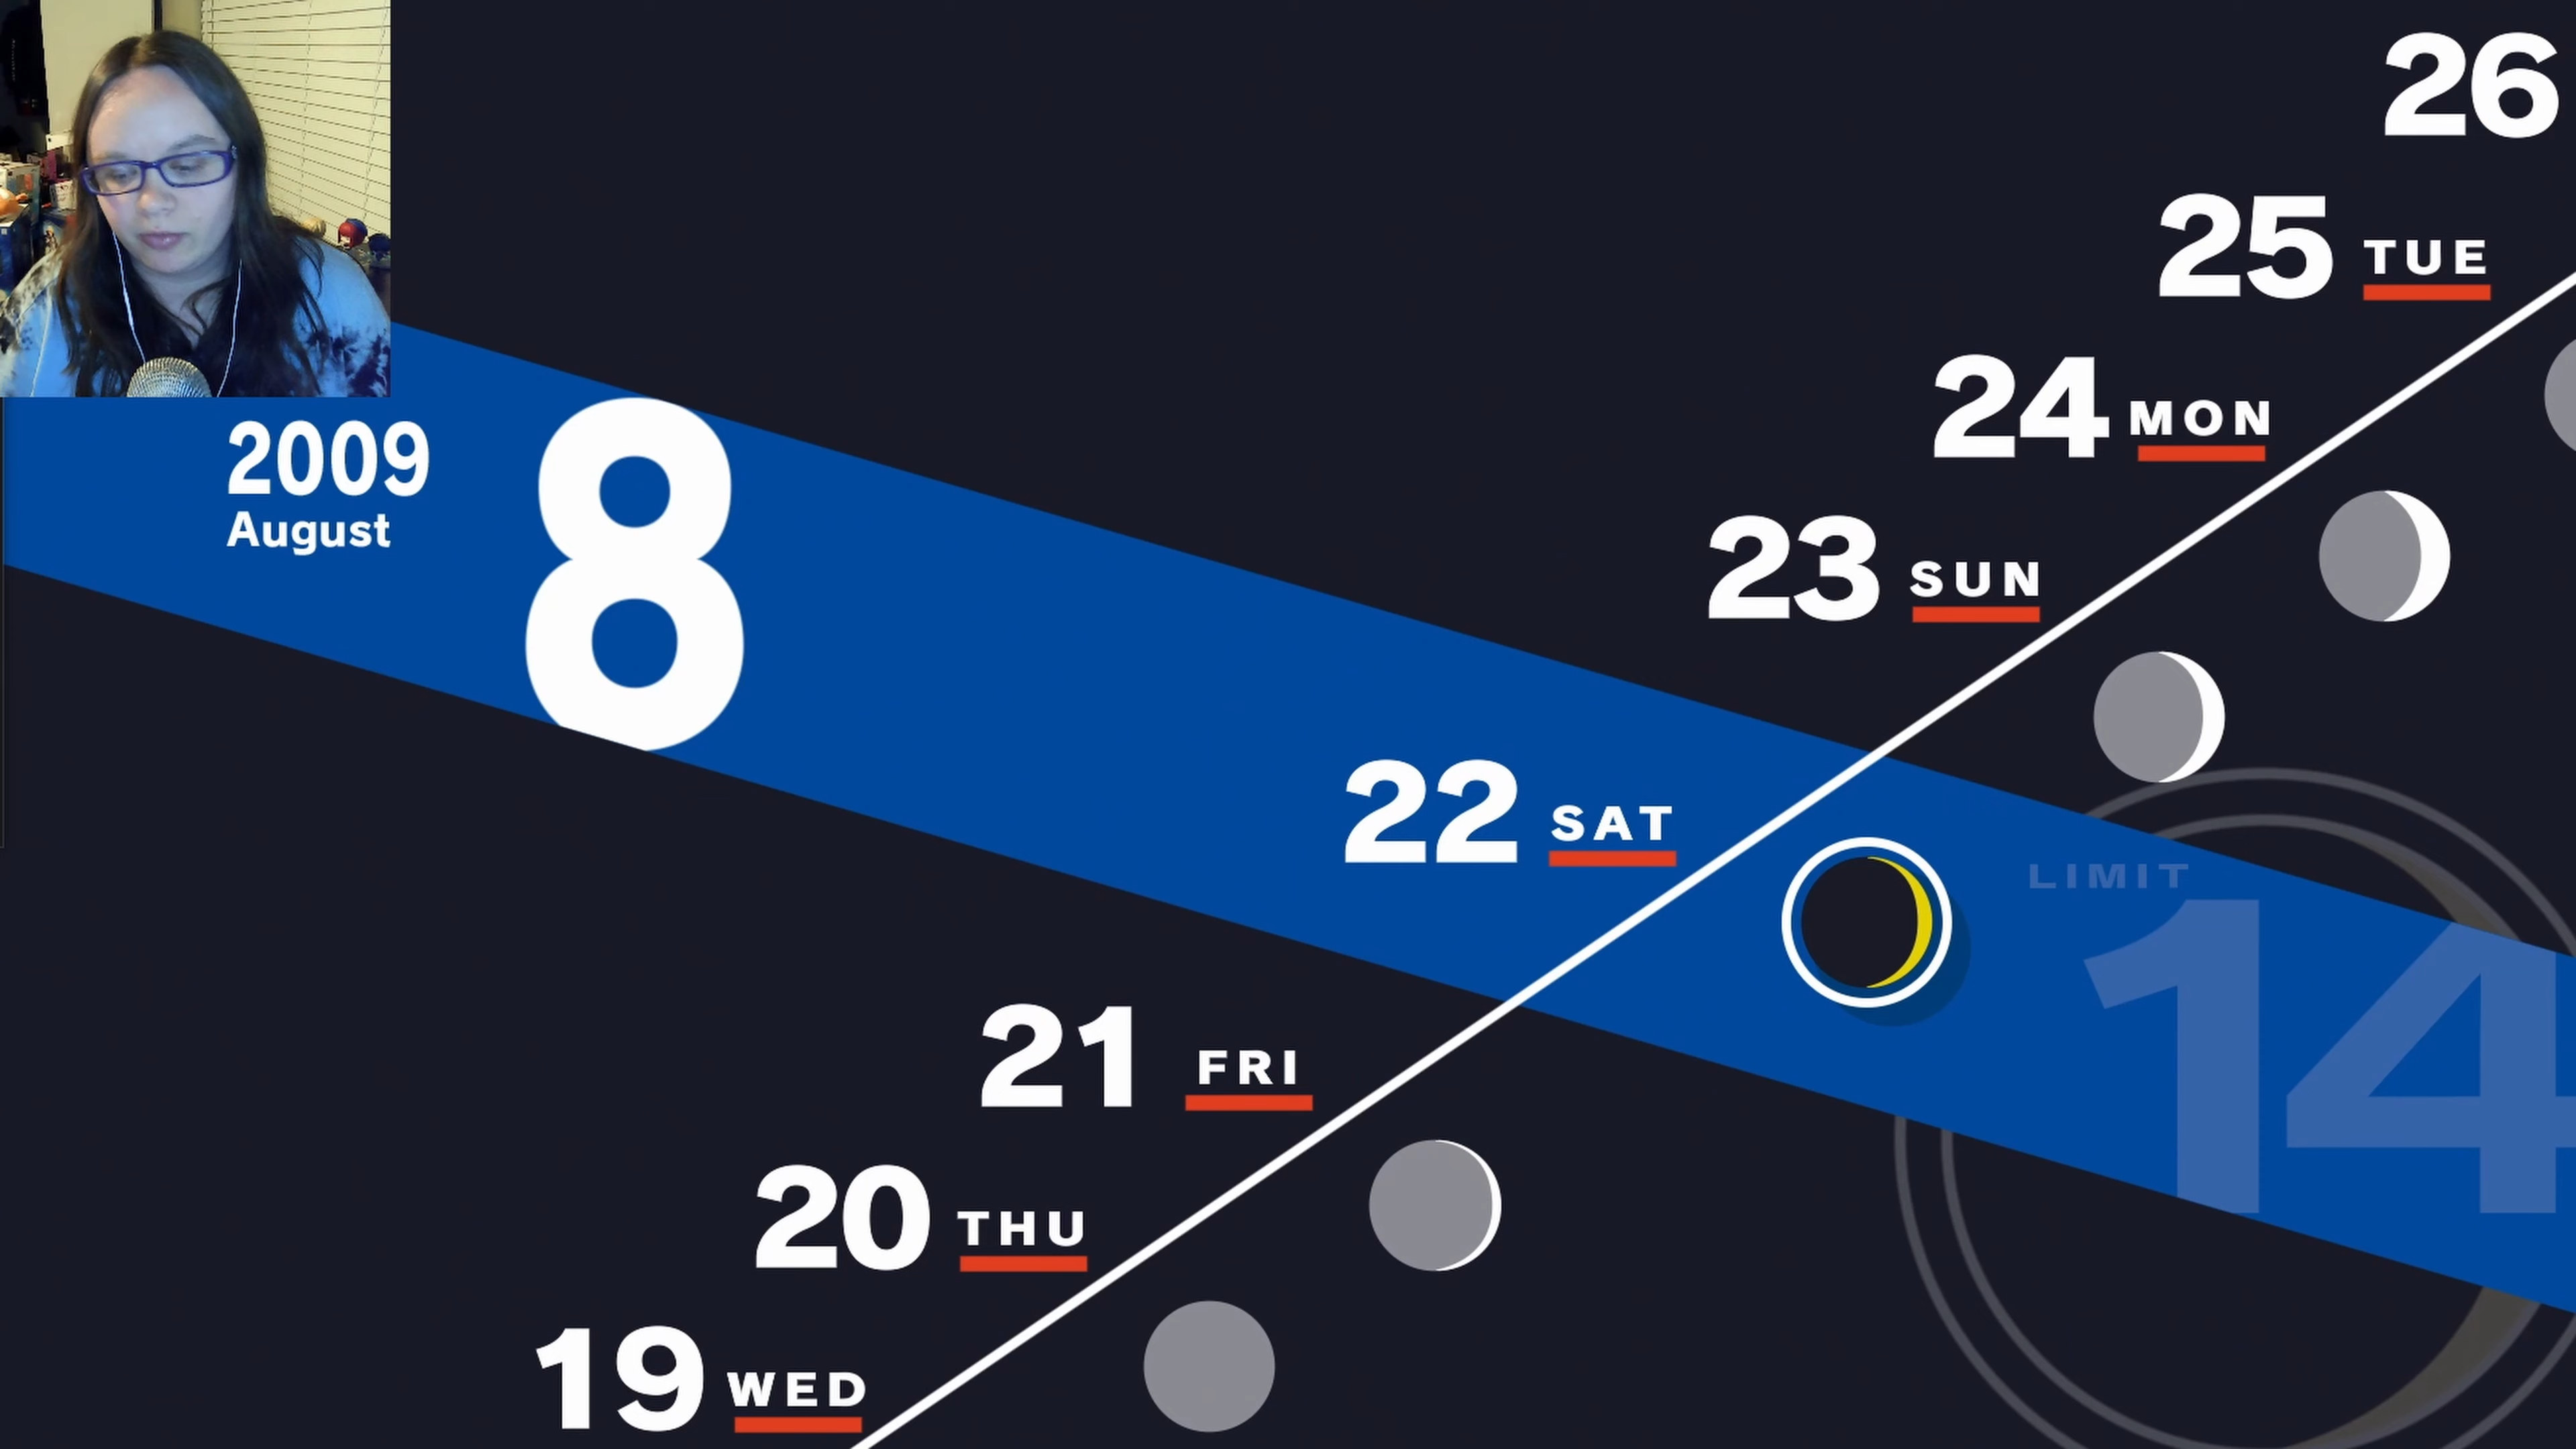 2009
August
8
26
25 TUE
24 MON
23 SUN
22 SAT
LIMIT
14
21 FRI
20 THU
19 WED